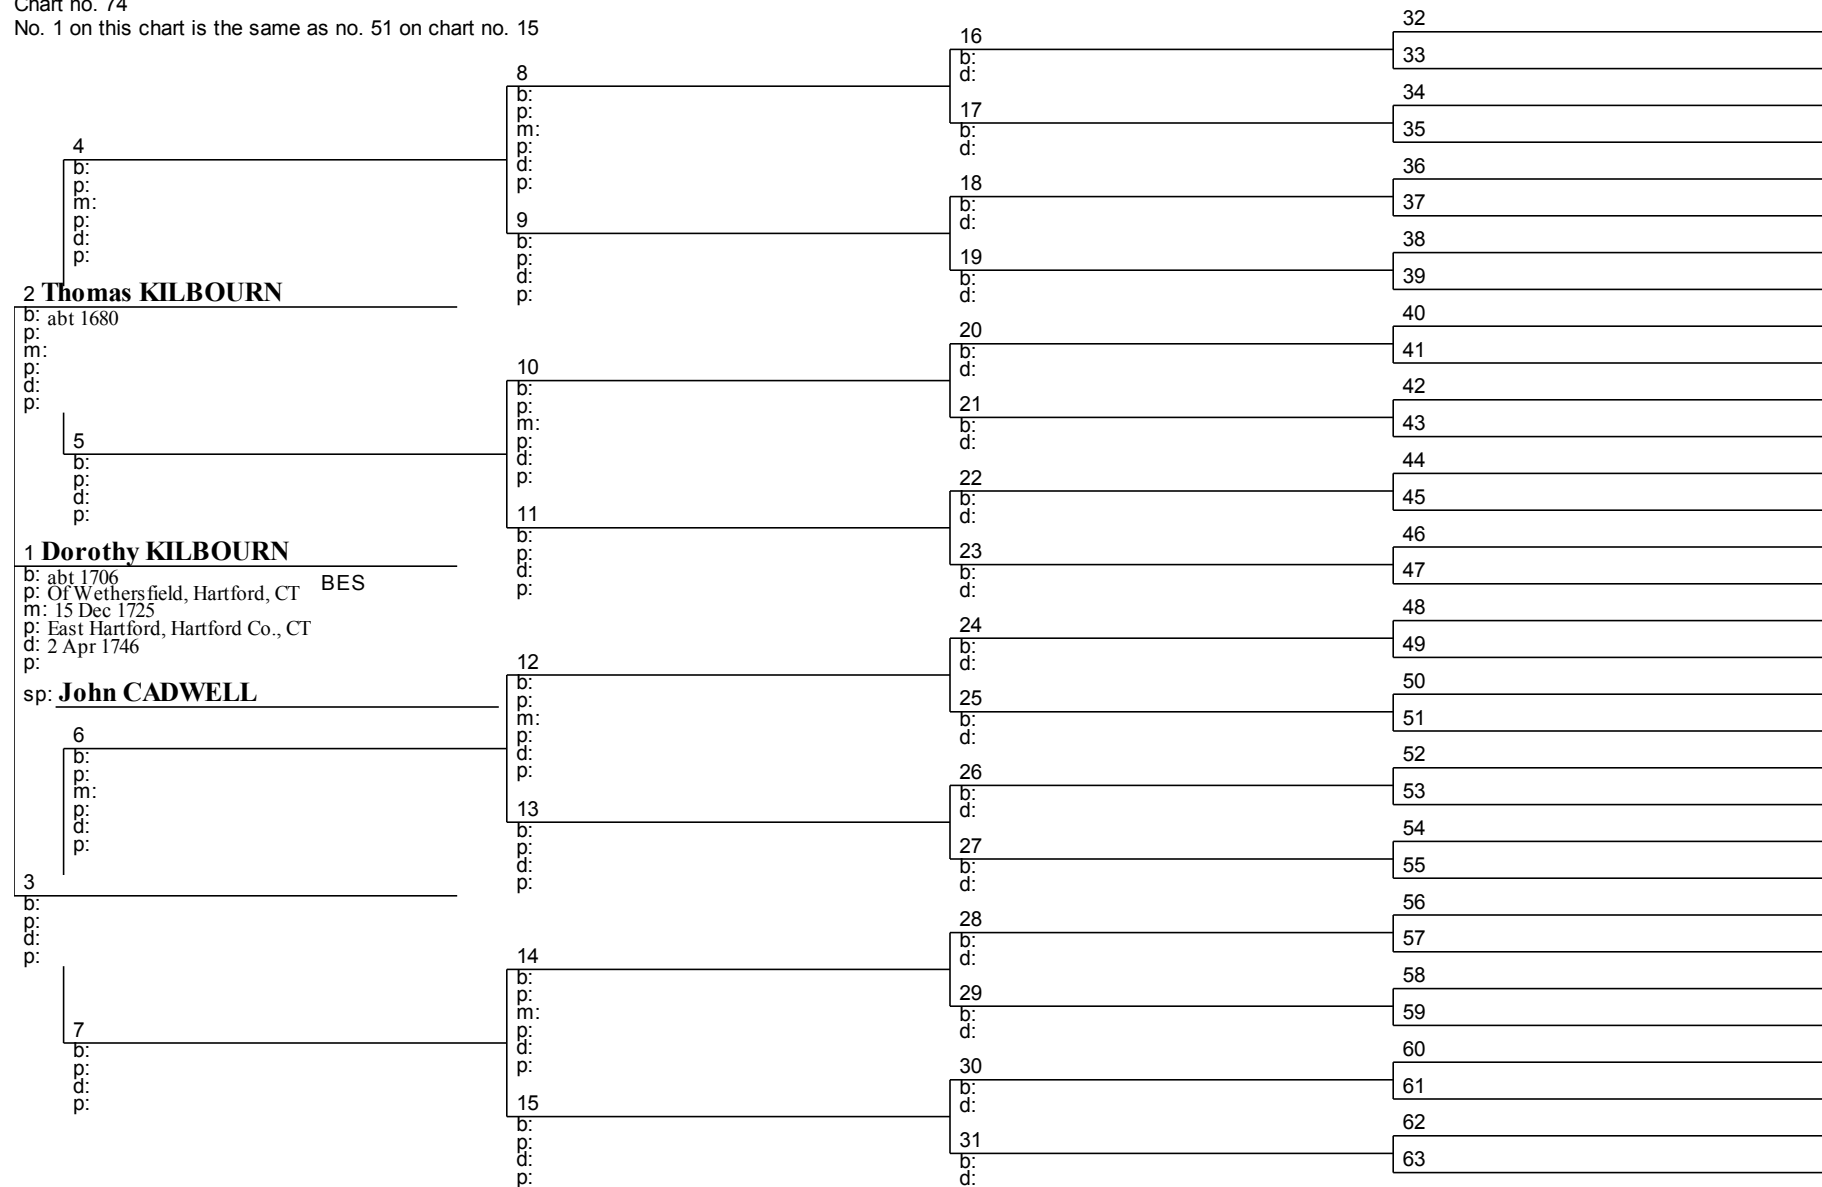 Chart no. 74
No. 1 on this chart is the same as no. 51 on chart no. 15
4
b:
p:
m:
p:
d:
p:
2 Thomas KILBOURN
b: abt 1680
p:
m:
p:
d:
p:
5
b:
p:
d:
p:
1 Dorothy KILBOURN
b: abt 1706
p: Of Wethersfield, Hartford, CT BES
m: 15 Dec 1725
p: East Hartford, Hartford Co., CT
d: 2 Apr 1746
p:
sp: John CADWELL
6
b:
p:
m:
p:
d:
p:
3
b:
p:
d:
p:
7
b:
p:
d:
p:
8
b:
p:
m:
p:
d:
p:
9
b:
p:
d:
p:
10
b:
p:
m:
p:
d:
p:
11
b:
p:
d:
p:
12
b:
p:
m:
p:
d:
p:
13
b:
p:
d:
p:
14
b:
p:
m:
p:
d:
p:
15
b:
p:
d:
p:
16
b:
d:
17
b:
d:
18
b:
d:
19
b:
d:
20
b:
d:
21
b:
d:
22
b:
d:
23
b:
d:
24
b:
d:
25
b:
d:
26
b:
d:
27
b:
d:
28
b:
d:
29
b:
d:
30
b:
d:
31
b:
d:
32
33
34
35
36
37
38
39
40
41
42
43
44
45
46
47
48
49
50
51
52
53
54
55
56
57
58
59
60
61
62
63